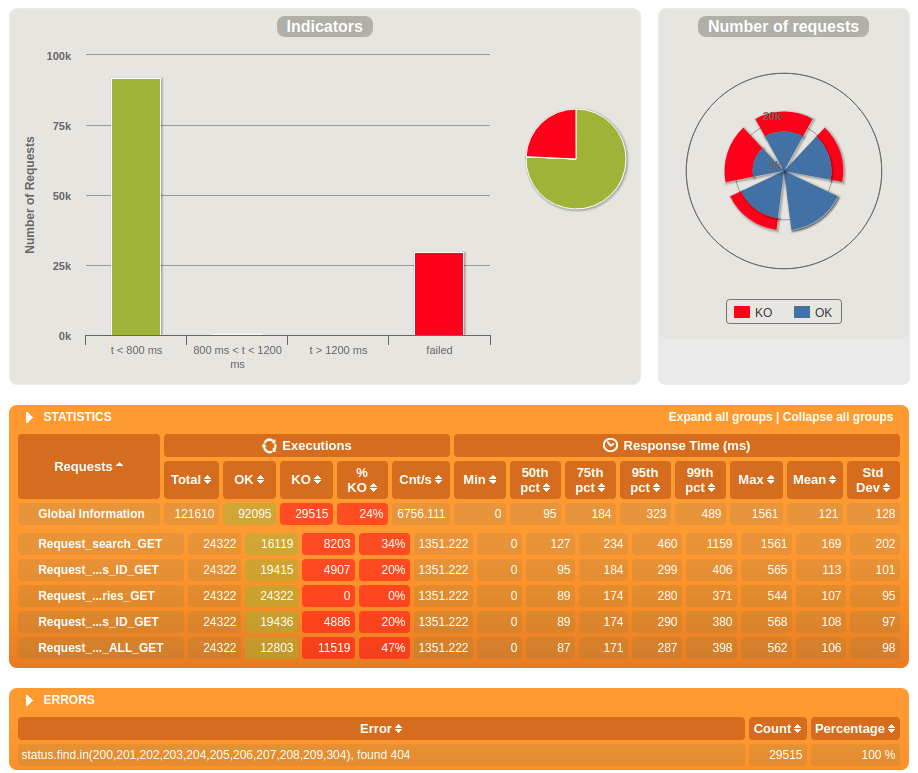 Indicators
Number of Requests
100k
75k
50k
25k
0k
t < 800 ms
800 ms < t < 1200
ms
t > 1200 ms
failed
Number of requests
20k
KO
OK
STATISTICS
Expand all groups | Collapse all groups
Requests
Executions
Response Time (ms)
Total OK KO % KO Cnt/s Min 50th pct 75th pct 95th pct 99th pct Max Mean Std Dev
Global Information 121610 92095 29515 24% 6756.111 0 95 184 323 489 1561 121 128
Request_search_GET 24322 16119 8203 34% 1351.222 0 127 234 460 1159 1561 169 202
Request_...s_ID_GET 24322 19415 4907 20% 1351.222 0 95 184 299 406 565 113 101
Request_...ries_GET 24322 24322 0 0% 1351.222 0 89 174 280 371 544 107 95
Request_...s_ID_GET 24322 19436 4886 20% 1351.222 0 89 174 290 380 568 108 97
Request_..._ALL_GET 24322 12803 11519 47% 1351.222 0 87 171 287 398 562 106 98
ERRORS
Error Count Percentage
status.find.in(200,201,202,203,204,205,206,207,208,209,304), found 404 29515 100 %